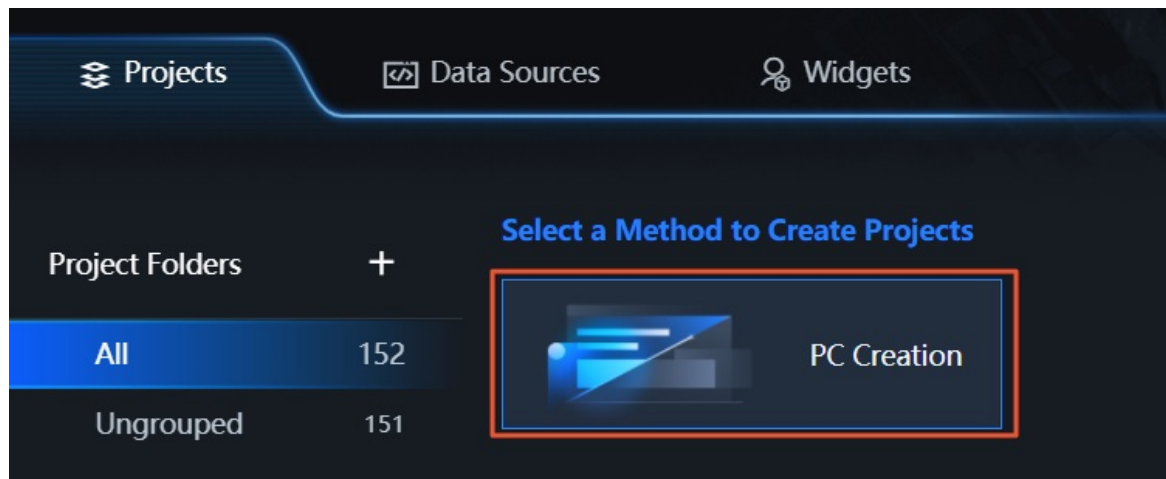 Projects
Data Sources
Widgets
Select a Method to Create Projects
Project Folders +
All 152
PC Creation
Ungrouped 151